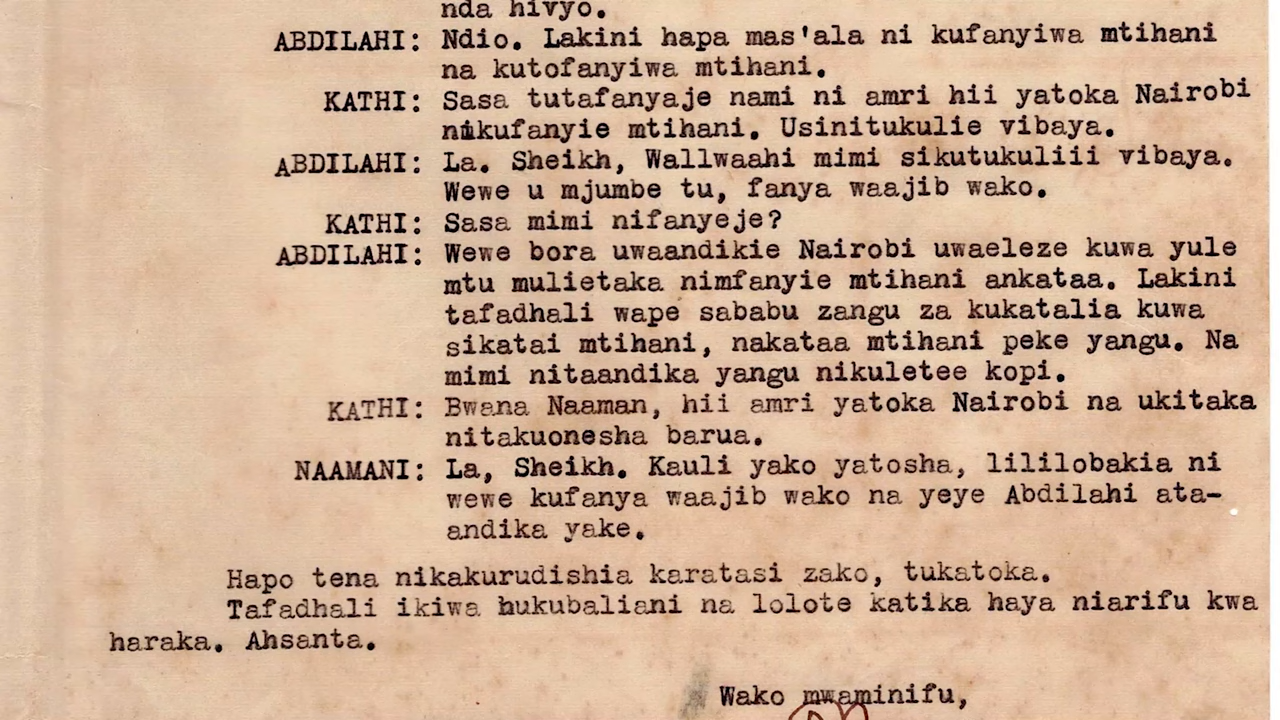 nda hivyo.
ABDILAHI: Ndio. Lakini hapa mas'ala ni kufanyiwa mtihani
na kutofanyiwa mtihani.
KATHI: Sasa tutafanyaje nami ni amri hii yatoka Nairobi
nikufanyie mtihani. Usinitukulie vibaya.
ABDILAHI: La. Sheikh, Wallwaahi mimi sikutukuliii vibaya.
Wewe u mjumbe tu, fanya waajib wako.
KATHI: Sasa mimi nifanyeje?
ABDILAHI: Wewe bora uwaandikie Nairobi uwaeleze kuwa yule
mtu mulietaka nimfanyie mtihani ankataa. Lakini
tafadhali wape sababu zangu za kukatalia kuwa
sikatai mtihani, nakataa mtihani peke yangu. Na
mimi nitaandika yangu nikuletee kopi.
KATHI: Bwana Naaman, hii amri yatoka Nairobi na ukitaka
nitakuonesha barua.
NAAMANI: La, Sheikh. Kauli yako yatosha, lililobakia ni
wewe kufanya waajib wako na yeye Abdilahi ata-
andika yake.
Hapo tena nikakurudishia karatasi zako, tukatoka.
Tafadhali ikiwa hukubaliani na lolote katika haya niarifu kwa
haraka. Ahsanta.
Wako mwaminifu,